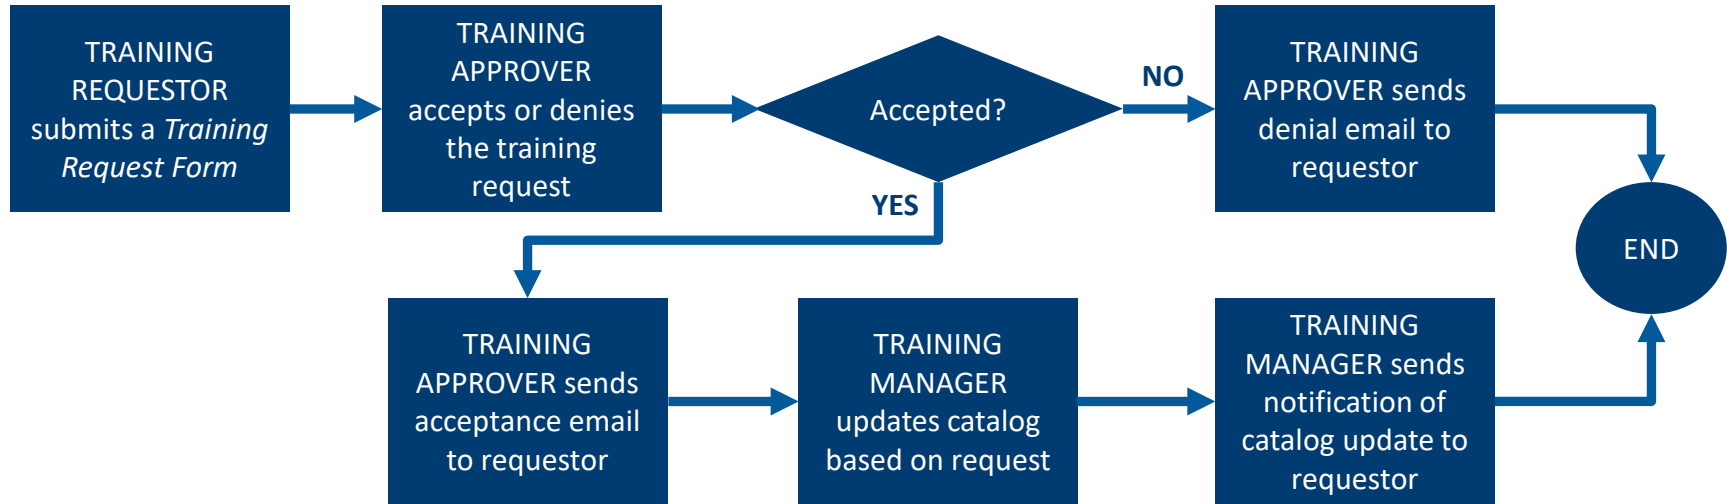 TRAINING
REQUESTOR
submits a Training
Request Form
TRAINING
APPROVER
accepts or denies
the training
request
Accepted?
NO
TRAINING
APPROVER sends
denial email to
requestor
YES
END
TRAINING
APPROVER sends
acceptance email
to requestor
TRAINING
MANAGER
updates catalog
based on request
TRAINING
MANAGER sends
notification of
catalog update to
requestor